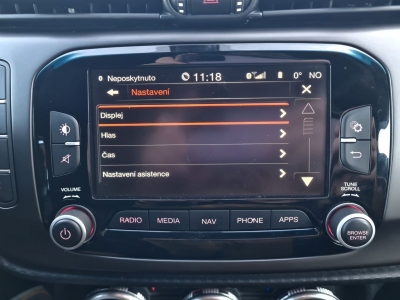 Neposkytnuto 11:18 0° NO
Nastavení
Displej
Hlas
Čas
Nastavení asistence
VOLUME
TUNE
SCROLL
RADIO MEDIA NAV PHONE APPS
BROWSE
ENTER